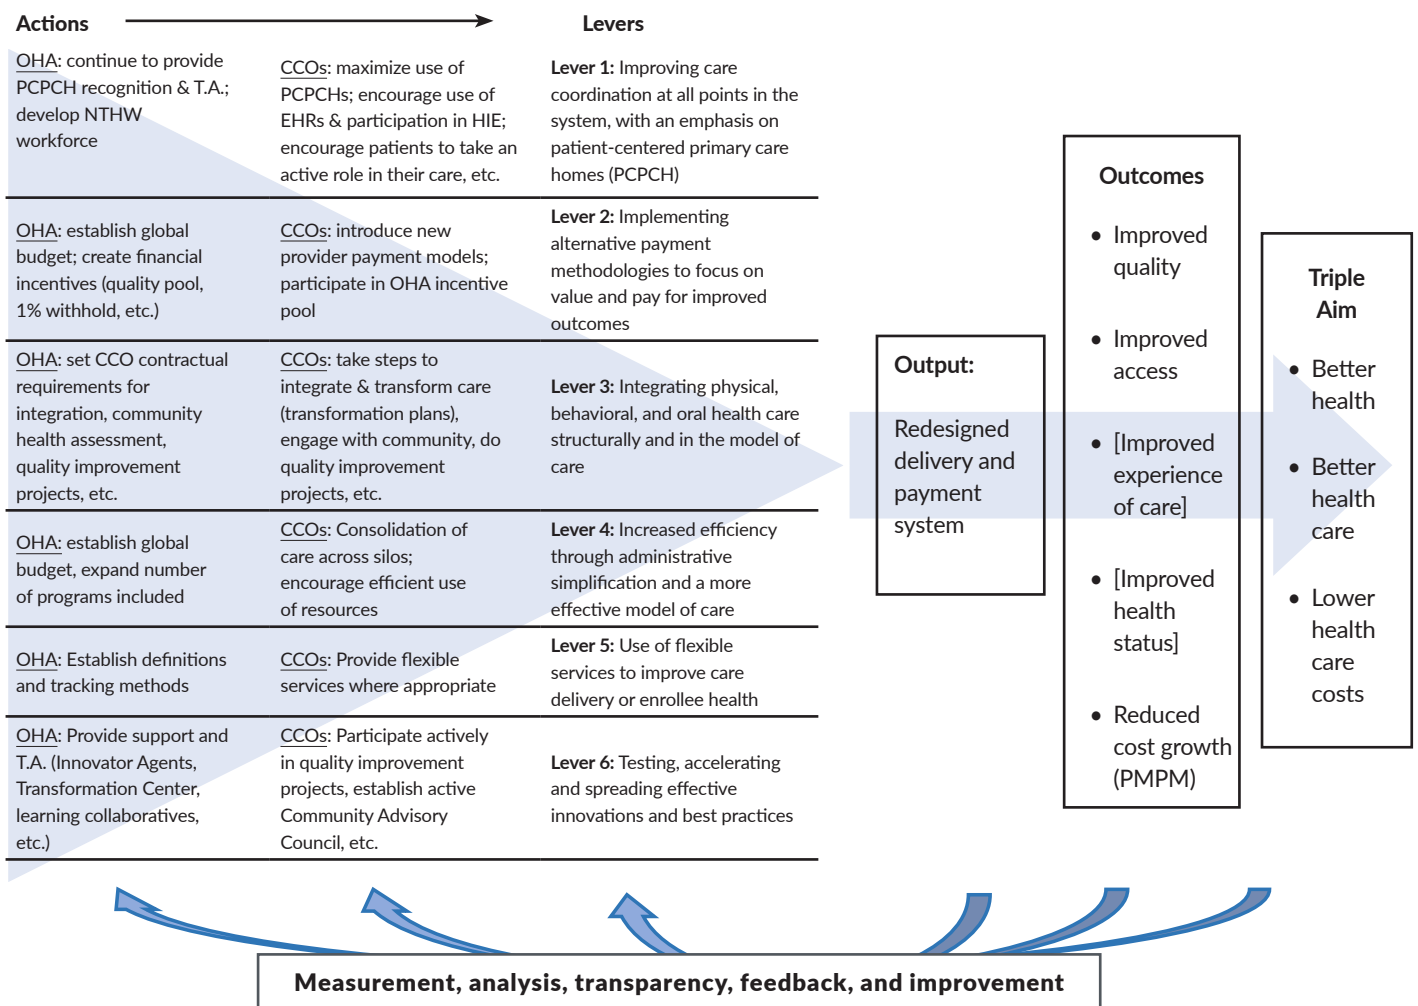 Actions
Levers
OHA: continue to provide
PCPCH recognition & T.A.;
develop NTHW
workforce
CCOs: maximize use of
PCPCHs; encourage use of
EHRs & participation in HIE;
encourage patients to take an
active role in their care, etc.
Lever 1: Improving care
coordination at all points in the
system, with an emphasis on
patient-centered primary care
homes (PCPCH)
OHA: establish global
budget; create financial
incentives (quality pool,
1% withhold, etc.)
CCOs: introduce new
provider payment models;
participate in OHA incentive
pool
Lever 2: Implementing
alternative payment
methodologies to focus on
value and pay for improved
outcomes
OHA: set CCO contractual
requirements for
integration, community
health assessment,
quality improvement
projects, etc.
CCOs: take steps to
integrate & transform care
(transformation plans),
engage with community, do
quality improvement
projects, etc.
Lever 3: Integrating physical,
behavioral, and oral health care
structurally and in the model of
care
OHA: establish global
budget, expand number
of programs included
CCOs: Consolidation of
care across silos;
encourage efficient use
of resources
Lever 4: Increased efficiency
through administrative
simplification and a more
effective model of care
OHA: Establish definitions
and tracking methods
CCOs: Provide flexible
services where appropriate
Lever 5: Use of flexible
services to improve care
delivery or enrollee health
OHA: Provide support and
T.A. (Innovator Agents,
Transformation Center,
learning collaboratives,
etc.)
CCOs: Participate actively
in quality improvement
projects, establish active
Community Advisory
Council, etc.
Lever 6: Testing, accelerating
and spreading effective
innovations and best practices
Output:
Redesigned
delivery and
payment
system
Outcomes
• Improved
quality
• Improved
access
• [Improved
experience
of care]
• [Improved
health
status]
• Reduced
cost growth
(PMPM)
Triple
Aim
• Better
health
• Better
health
care
• Lower
health
care
costs
Measurement, analysis, transparency, feedback, and improvement